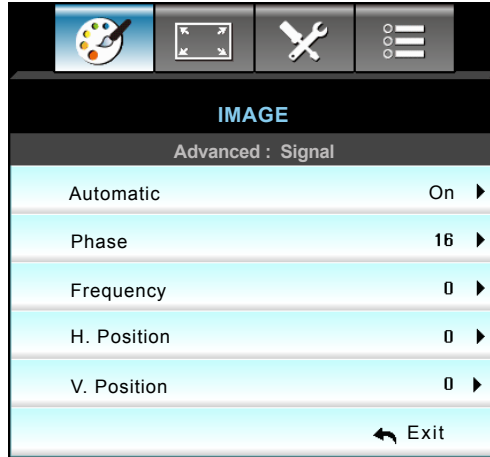 IMAGE
Advanced : Signal
Automatic On
Phase 16
Frequency 0
H. Position 0
V. Position 0
Exit